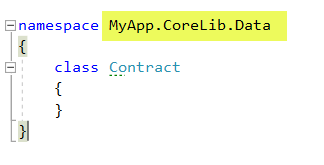 namespace MyApp.CoreLib.Data
{
class Contract
{
}
}